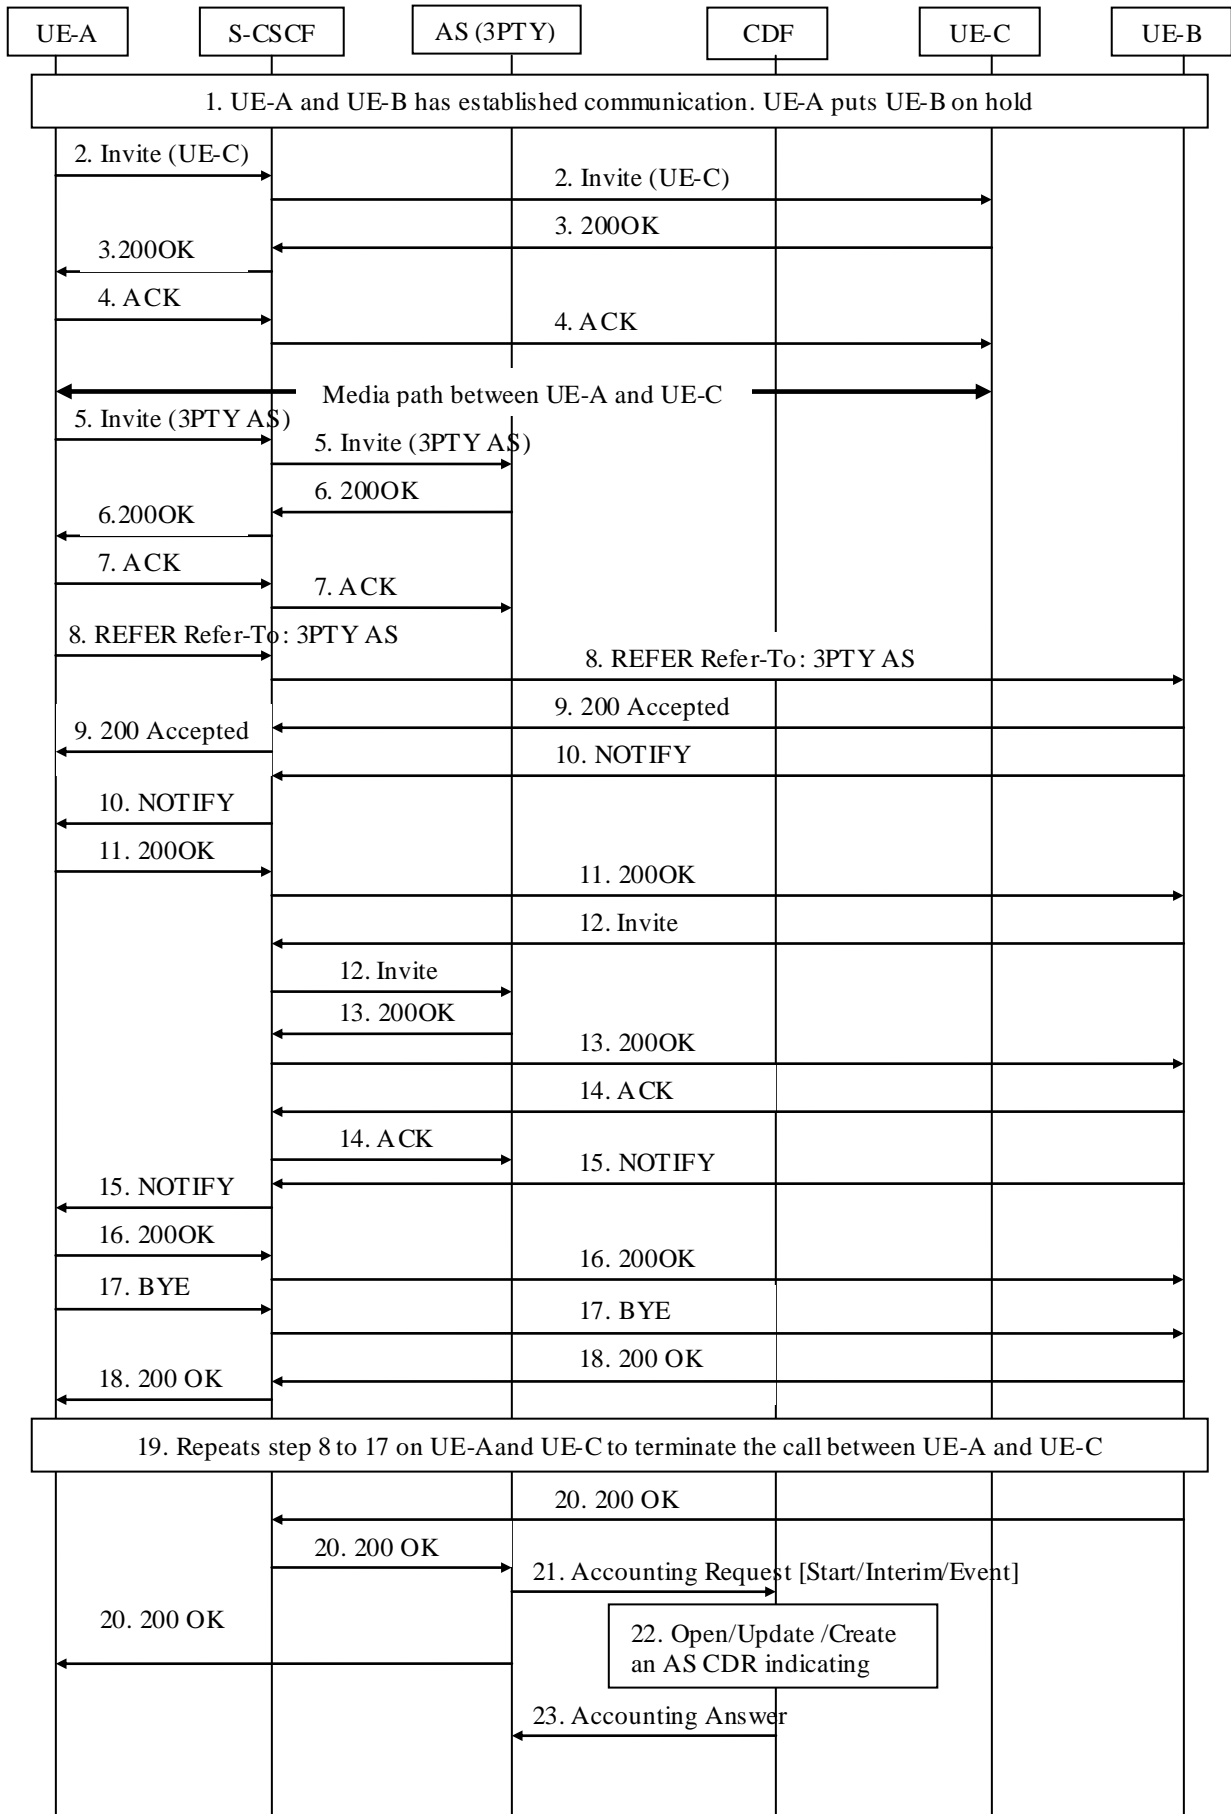 UE-A
S-CSCF
AS (3PTY)
CDF
UE-C
UE-B
1. UE-A and UE-B has established communication. UE-A puts UE-B on hold
2. Invite (UE-C)
2. Invite (UE-C)
3. 200OK
3.200OK
4. ACK
4. ACK
Media path between UE-A and UE-C
5. Invite (3PTY AS)
5. Invite (3PTY AS)
6. 200OK
6.200OK
7. ACK
7. ACK
8. REFER Refer-To: 3PTY AS
8. REFER Refer-To: 3PTY AS
9. 200 Accepted
9. 200 Accepted
10. NOTIFY
10. NOTIFY
11. 200OK
11. 200OK
12. Invite
12. Invite
13. 200OK
13. 200OK
14. ACK
14. ACK
15. NOTIFY
15. NOTIFY
16. 200OK
16. 200OK
17. BYE
17. BYE
18. 200 OK
18. 200 OK
19. Repeats step 8 to 17 on UE-Aand UE-C to terminate the call between UE-A and UE-C
20. 200 OK
20. 200 OK
21. Accounting Request [Start/Interim/Event]
20. 200 OK
22. Open/Update /Create
an AS CDR indicating
23. Accounting Answer